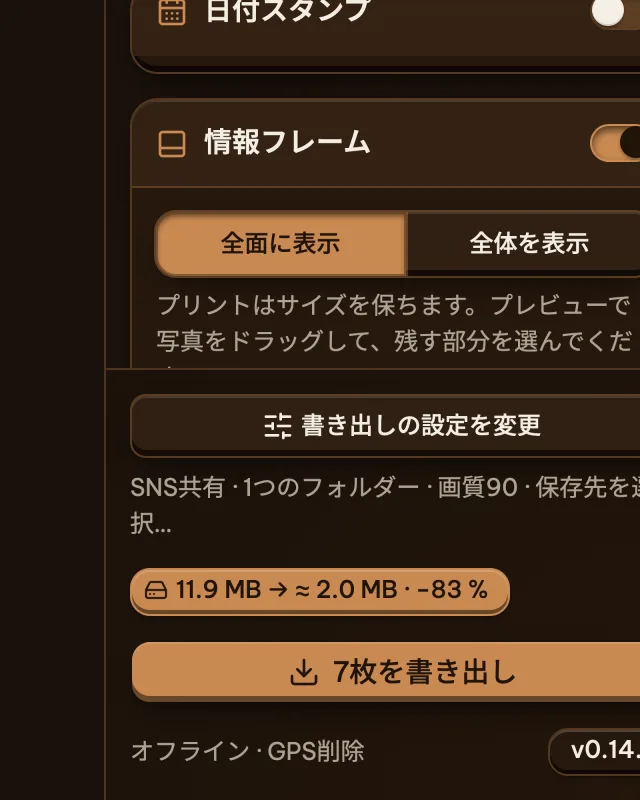 日付スタンプ
情報フレーム
全面に表示
全体を表示
プリントはサイズを保ちます。プレビューで
写真をドラッグして、残す部分を選んでくだ
書き出しの設定を変更
SNS共有 · 1つのフォルダー · 画質90 · 保存先を選
択...
11.9 MB → ≈ 2.0 MB · −83 %
7枚を書き出し
オフライン · GPS削除
v0.14.